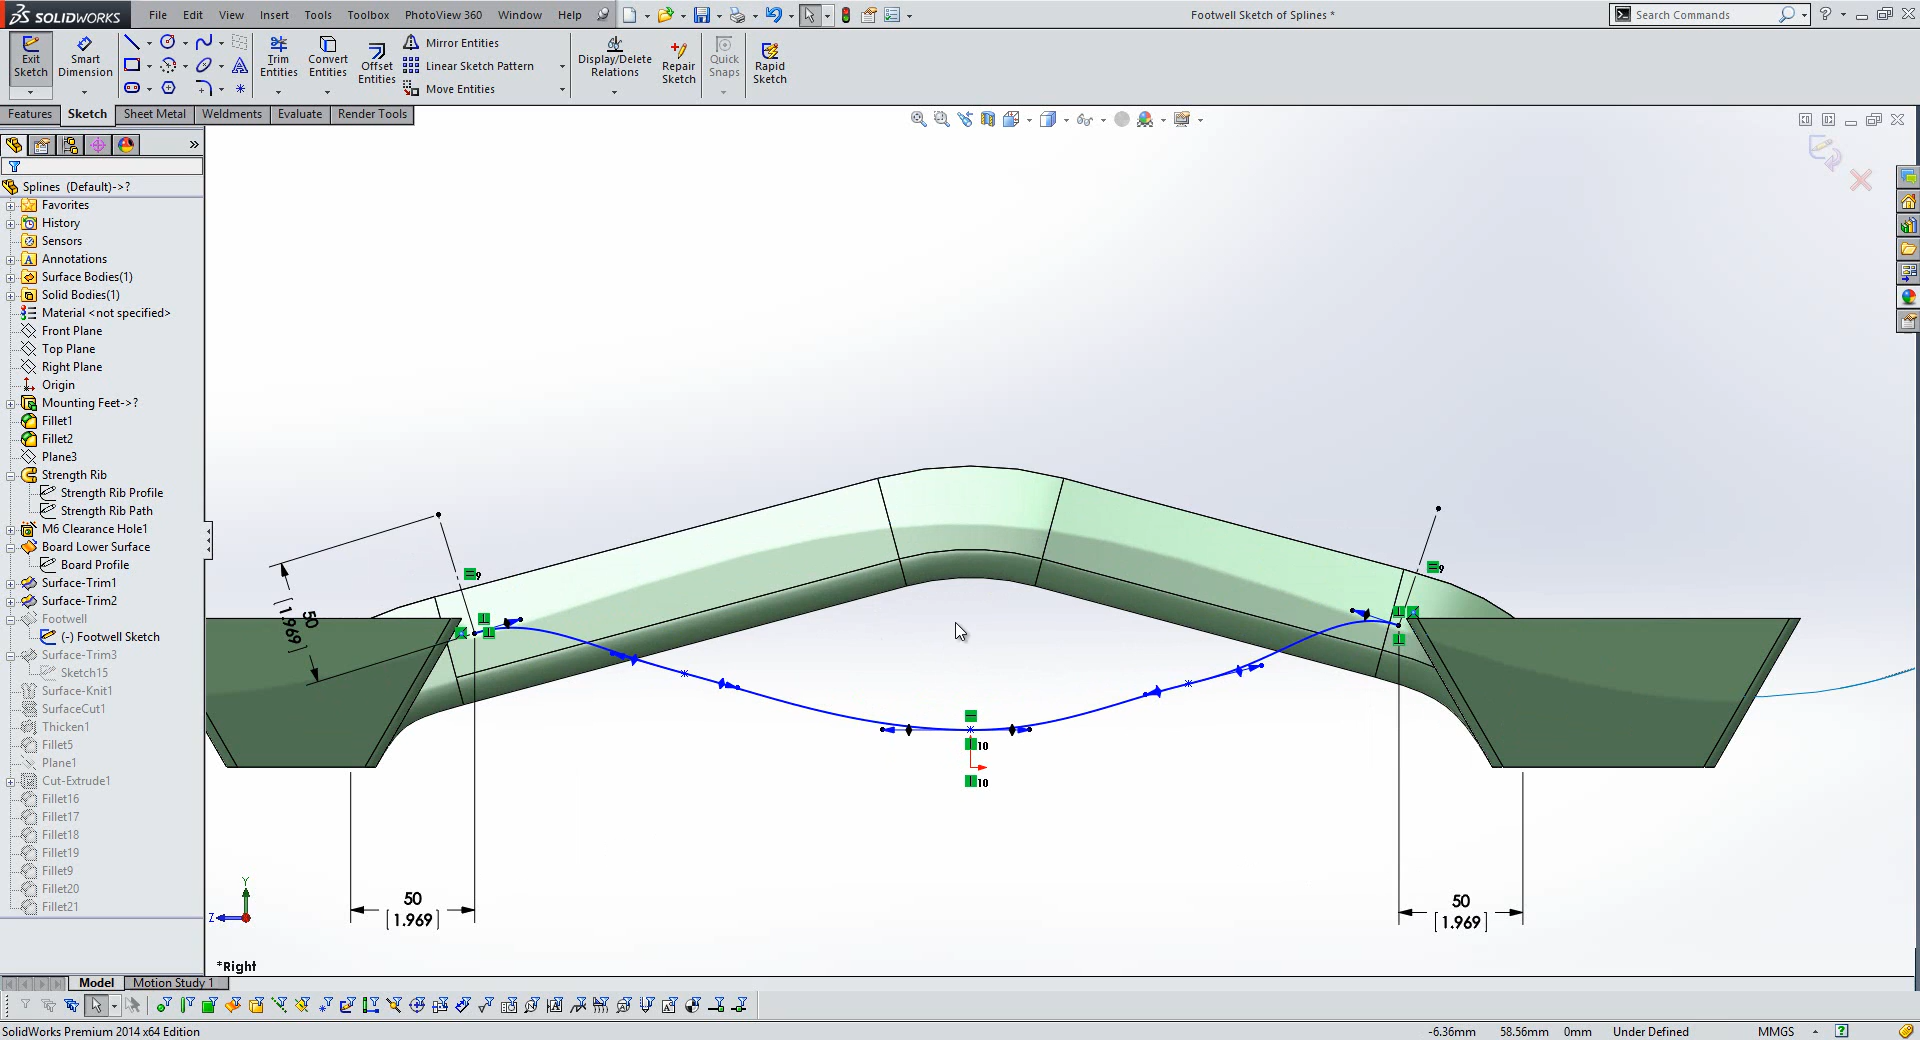 SOLIDWORKS File Edit View Insert Tools Toolbox PhotoView 360 Window Help Footwell Sketch of Splines * Search Commands ?
Exit Sketch
Smart Dimension
Trim Entities
Convert Entities
Offset Entities
Mirror Entities
Linear Sketch Pattern
Move Entities
Display/Delete Relations
Repair Sketch
Quick Snaps
Rapid Sketch
Features Sketch Sheet Metal Weldments Evaluate Render Tools
»
Splines (Default)->?
Favorites
History
Sensors
Annotations
Surface Bodies(1)
Solid Bodies(1)
Material <not specified>
Front Plane
Top Plane
Right Plane
Origin
Mounting Feet->?
Fillet1
Fillet2
Plane3
Strength Rib
Strength Rib Profile
Strength Rib Path
M6 Clearance Hole1
Board Lower Surface
Board Profile
Surface-Trim1
Surface-Trim2
Footwell
(-) Footwell Sketch
Surface-Trim3
Sketch15
Surface-Knit1
SurfaceCut1
Thicken1
Fillet5
Plane1
Cut-Extrude1
Fillet16
Fillet17
Fillet18
Fillet19
Fillet9
Fillet20
Fillet21
9
9
50
[1.969]
10
10
50
[1.969]
50
[1.969]
Y
Z
*Right
Model Motion Study 1
SolidWorks Premium 2014 x64 Edition -6.36mm 58.56mm 0mm Under Defined MMGS ?